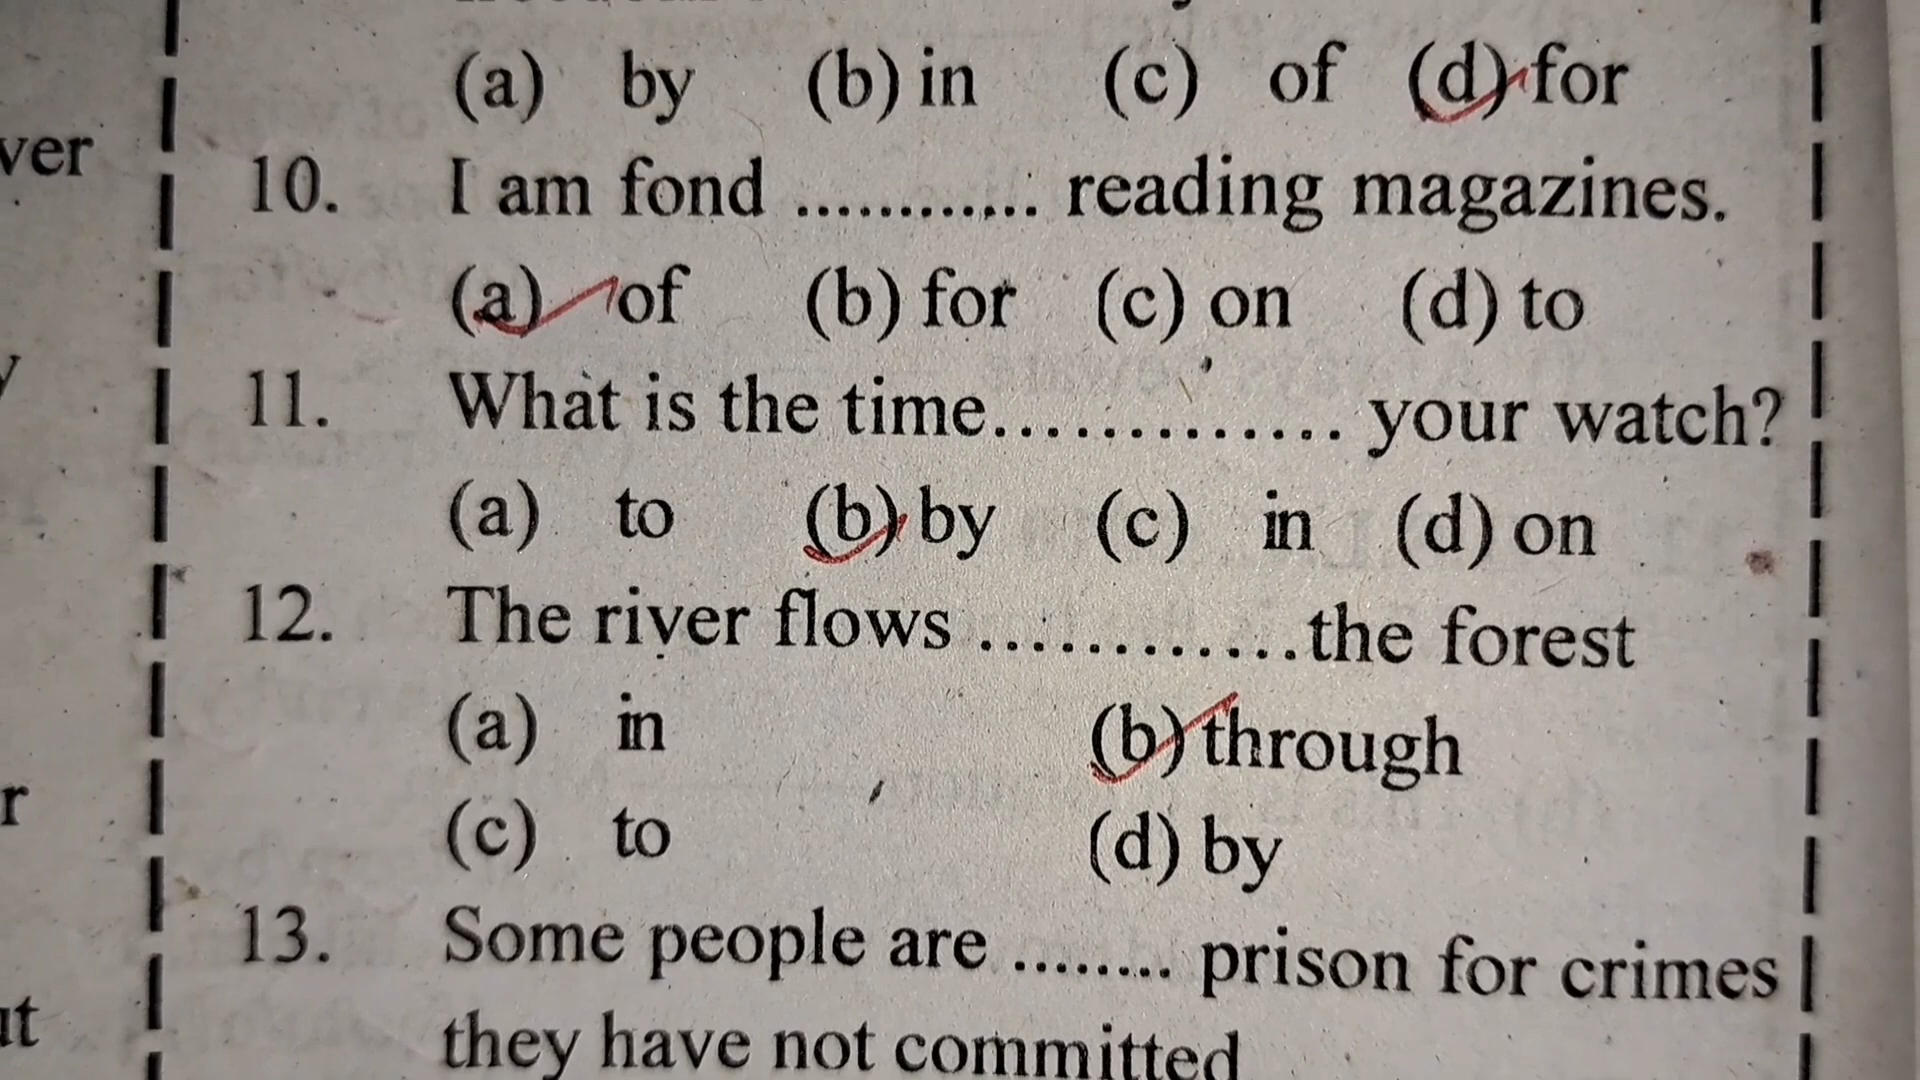 (a) by (b) in (c) of (d) for
10. I am fond ............ reading magazines.
(a) of (b) for (c) on (d) to
11. What is the time.............. your watch?
(a) to (b) by (c) in (d) on
12. The river flows .............the forest
(a) in (b) through
(c) to (d) by
13. Some people are ........ prison for crimes
they have not committed